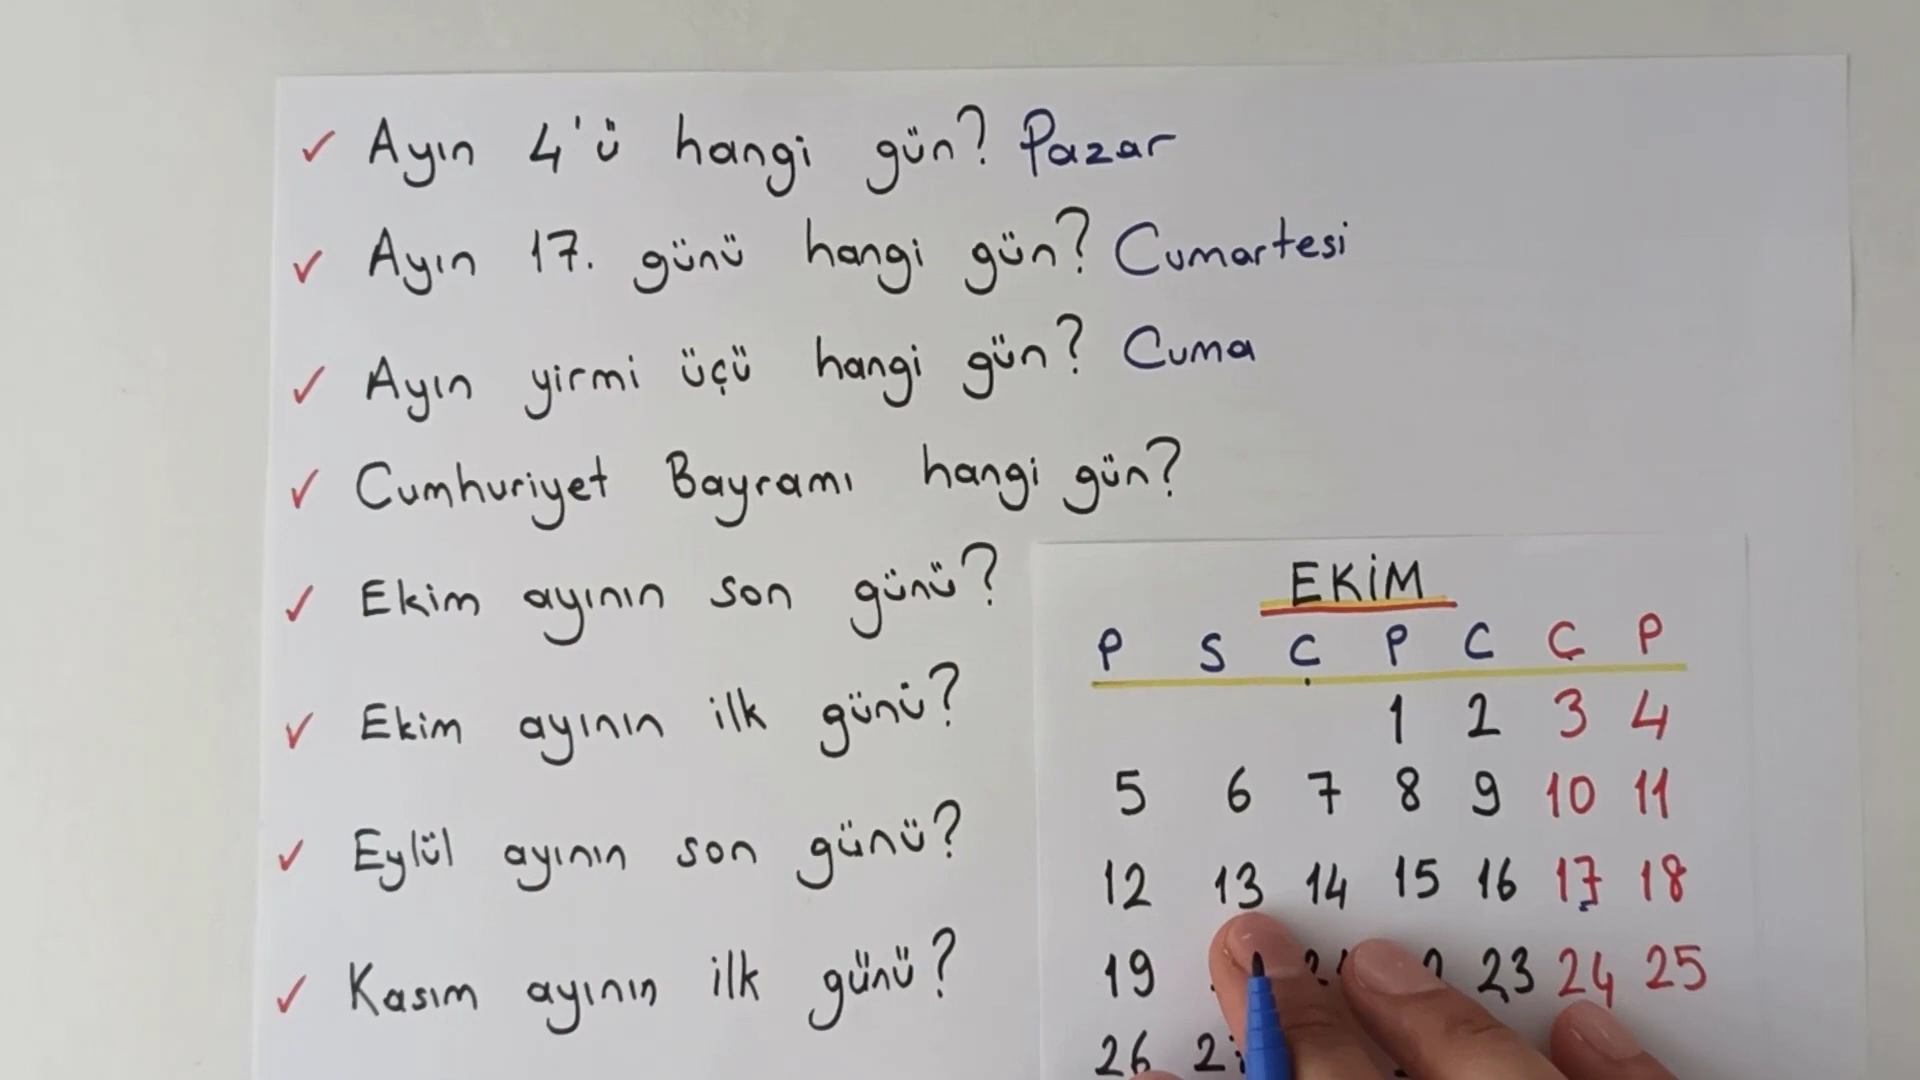 ✓ Ayın 4'ü hangi gün? Pazar
✓ Ayın 17. günü hangi gün? Cumartesi
✓ Ayın yirmi üçü hangi gün? Cuma
✓ Cumhuriyet Bayramı hangi gün?
✓ Ekim ayının son günü?
✓ Ekim ayının ilk günü?
✓ Eylül ayının son günü?
✓ Kasım ayının ilk günü?
EKİM
P S Ç P C Ç P
1 2 3 4
5 6 7 8 9 10 11
12 13 14 15 16 17 18
19 23 24 25
26